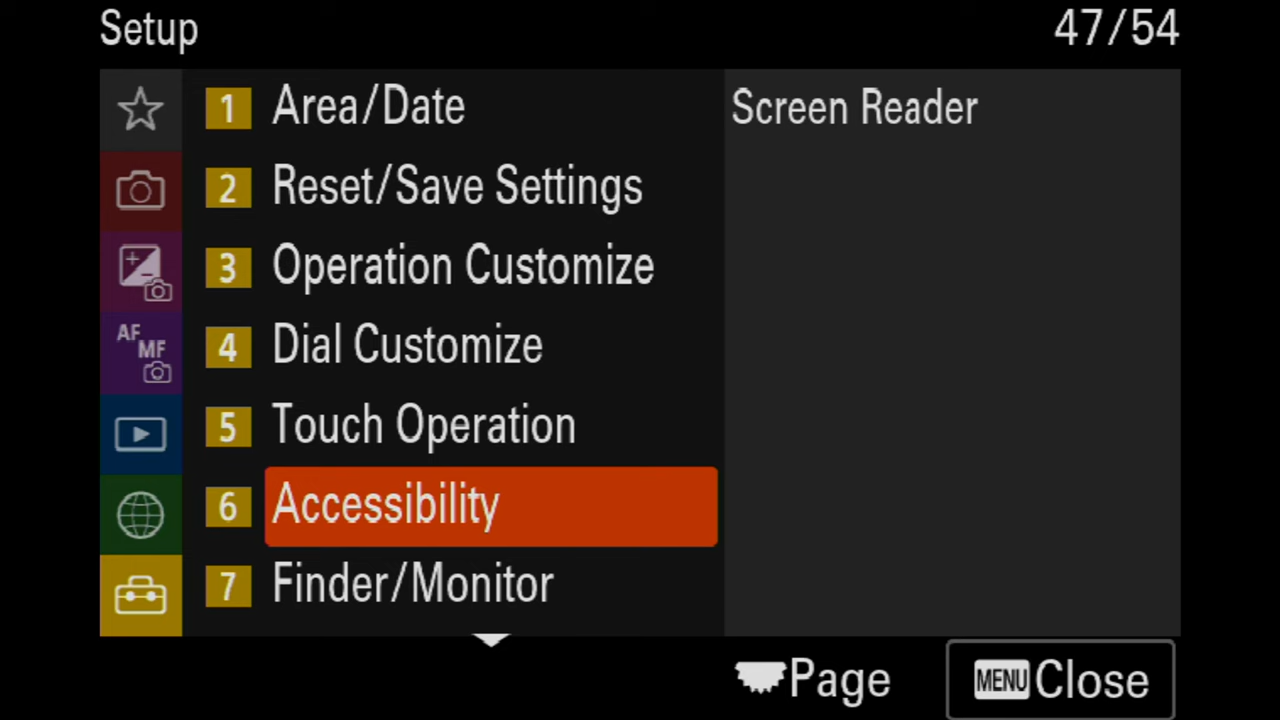 Setup
47/54
1 Area/Date
Screen Reader
2 Reset/Save Settings
3 Operation Customize
AF MF
4 Dial Customize
5 Touch Operation
6 Accessibility
7 Finder/Monitor
Page
MENU Close